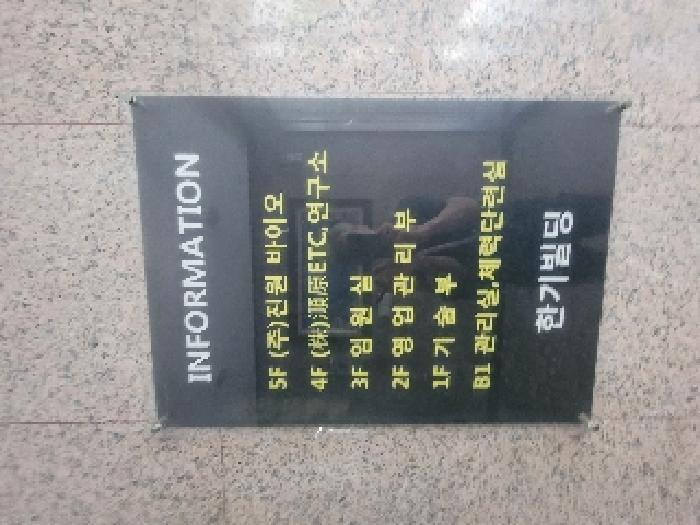 INFORMATION
5F (주)진원 바이오
4F (株)源原ETC,연구소
3F 임 원 실
2F 영 업 관 리 부
1F 기 술 부
B1 관리실,체력단련실
한기빌딩